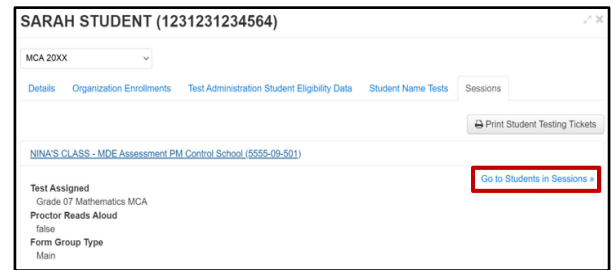 SARAH STUDENT (1231231234564)
MCA 20XX
Details Organization Enrollments Test Administration Student Eligibility Data Student Name Tests Sessions
Print Student Testing Tickets
NINA'S CLASS - MDE Assessment PM Control School (5555-09-501)
Go to Students in Sessions »
Test Assigned
Grade 07 Mathematics MCA
Proctor Reads Aloud
false
Form Group Type
Main